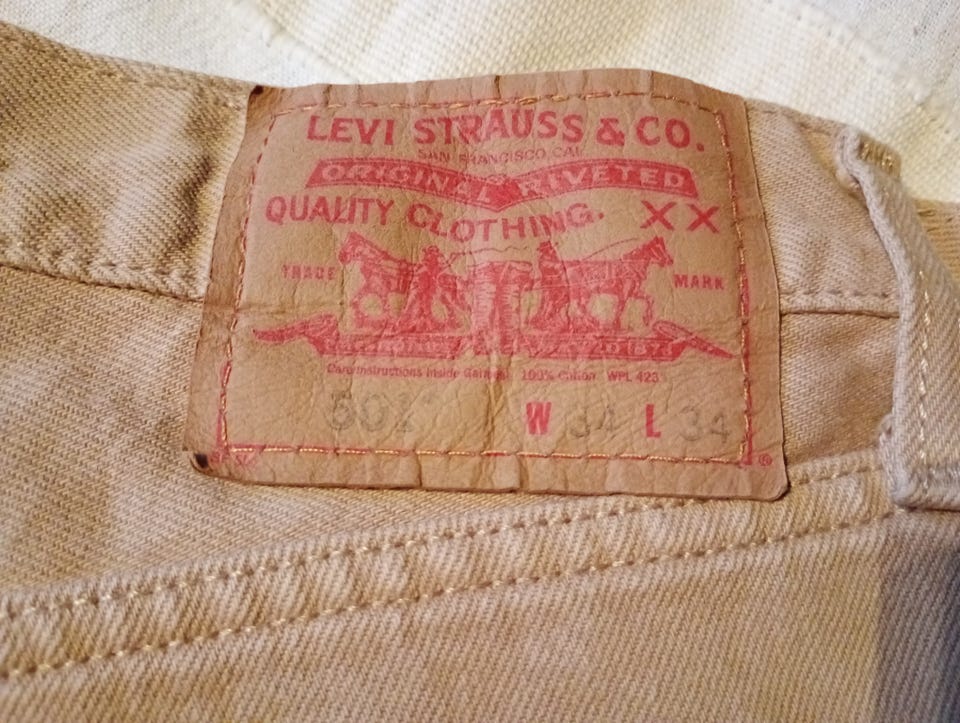 LEVI STRAUSS & CO.
SAN FRANCISCO, CAL.
ORIGINAL RIVETED
QUALITY CLOTHING. XX
TRADE MARK
Care Instructions Inside Garment 100% Cotton WPL 423
501 W 34 L 34
®